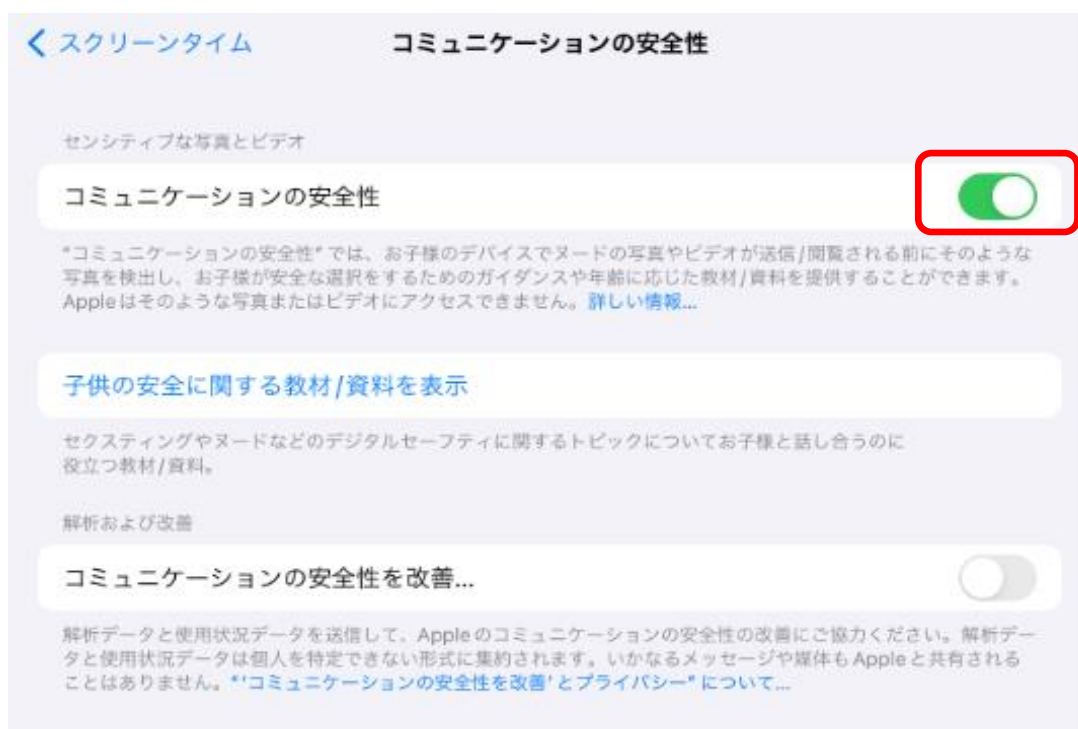 スクリーンタイム
コミュニケーションの安全性
センシティブな写真とビデオ
コミュニケーションの安全性
"コミュニケーションの安全性"では、お子様のデバイスでヌードの写真やビデオが送信/閲覧される前にそのような
写真を検出し、お子様が安全な選択をするためのガイダンスや年齢に応じた教材/資料を提供することができます。
Appleはそのような写真またはビデオにアクセスできません。詳しい情報...
子供の安全に関する教材/資料を表示
セクスティングやヌードなどのデジタルセーフティに関するトピックについてお子様と話し合うのに
役立つ教材/資料。
解析および改善
コミュニケーションの安全性を改善...
解析データと使用状況データを送信して、Appleのコミュニケーションの安全性の改善にご協力ください。解析デー
タと使用状況データは個人を特定できない形式に集約されます。いかなるメッセージや媒体もAppleと共有される
ことはありません。"'コミュニケーションの安全性を改善'とプライバシー"について...